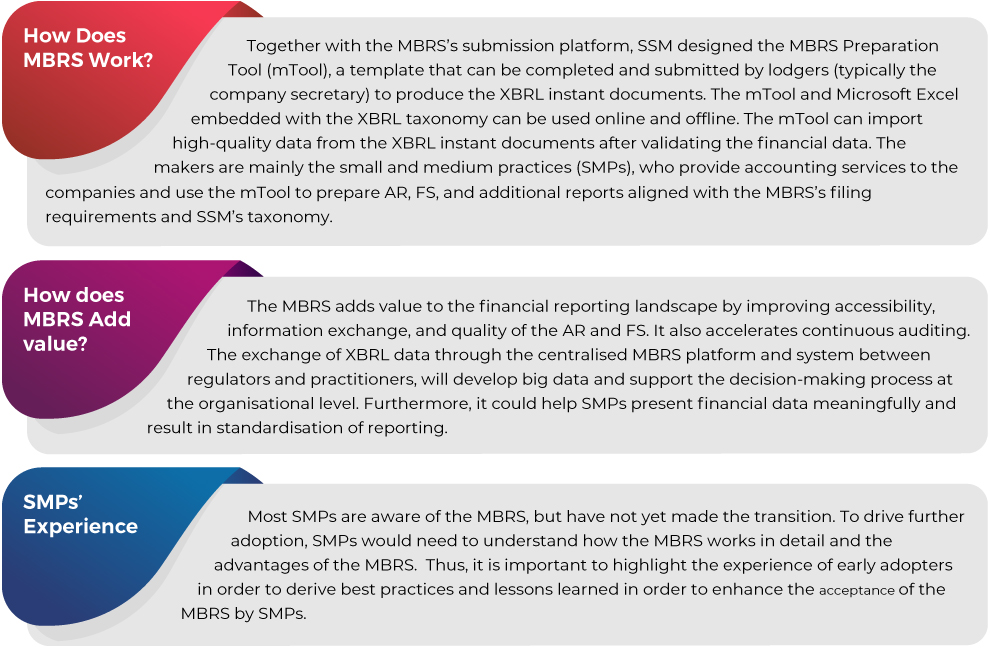 How Does
MBRS Work?
Together with the MBRS's submission platform, SSM designed the MBRS Preparation
Tool (mTool), a template that can be completed and submitted by lodgers (typically the
company secretary) to produce the XBRL instant documents. The mTool and Microsoft Excel
embedded with the XBRL taxonomy can be used online and offline. The mTool can import
high-quality data from the XBRL instant documents after validating the financial data. The
makers are mainly the small and medium practices (SMPs), who provide accounting services to the
companies and use the mTool to prepare AR, FS, and additional reports aligned with the MBRS's filing
requirements and SSM's taxonomy.
How does
MBRS Add
value?
The MBRS adds value to the financial reporting landscape by improving accessibility,
information exchange, and quality of the AR and FS. It also accelerates continuous auditing.
The exchange of XBRL data through the centralised MBRS platform and system between
regulators and practitioners, will develop big data and support the decision-making process at
the organisational level. Furthermore, it could help SMPs present financial data meaningfully and
result in standardisation of reporting.
SMPs'
Experience
Most SMPs are aware of the MBRS, but have not yet made the transition. To drive further
adoption, SMPs would need to understand how the MBRS works in detail and the
advantages of the MBRS. Thus, it is important to highlight the experience of early adopters
in order to derive best practices and lessons learned in order to enhance the acceptance of the
MBRS by SMPs.